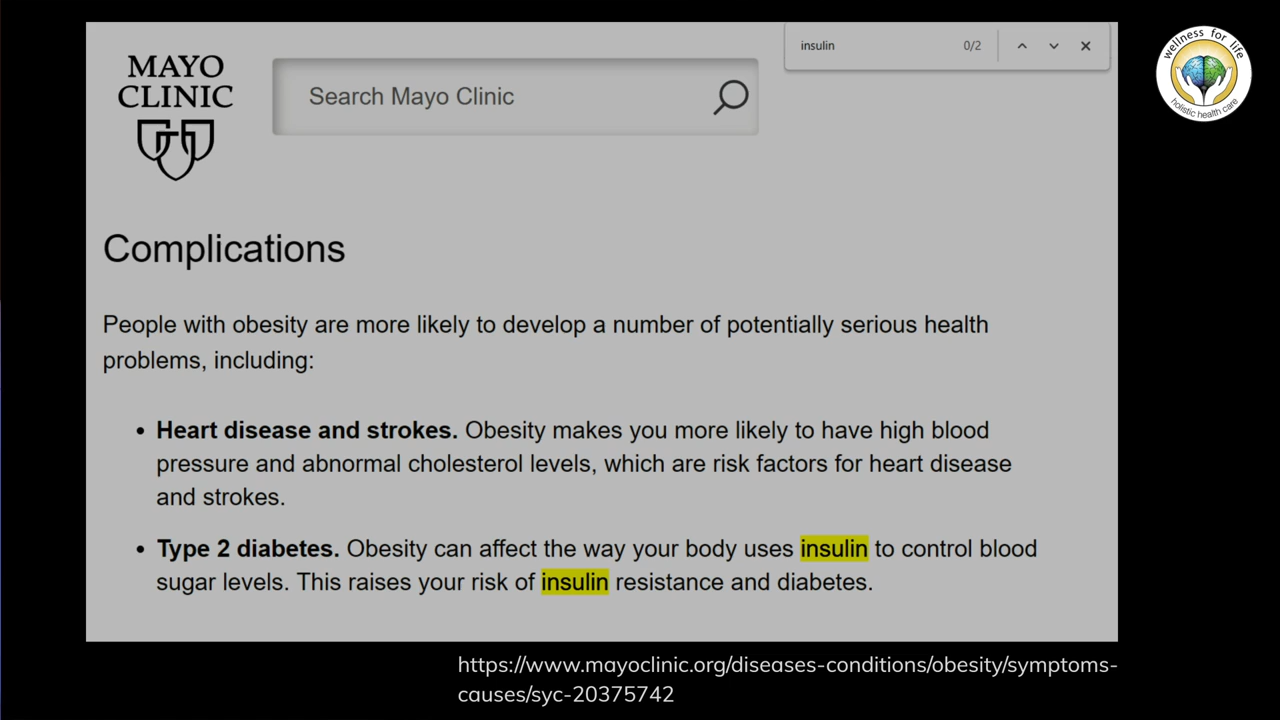 insulin 0/2
wellness for life
holistic health care
MAYO
CLINIC
Search Mayo Clinic
Complications
People with obesity are more likely to develop a number of potentially serious health
problems, including:
• Heart disease and strokes. Obesity makes you more likely to have high blood
pressure and abnormal cholesterol levels, which are risk factors for heart disease
and strokes.
• Type 2 diabetes. Obesity can affect the way your body uses insulin to control blood
sugar levels. This raises your risk of insulin resistance and diabetes.
https://www.mayoclinic.org/diseases-conditions/obesity/symptoms-
causes/syc-20375742